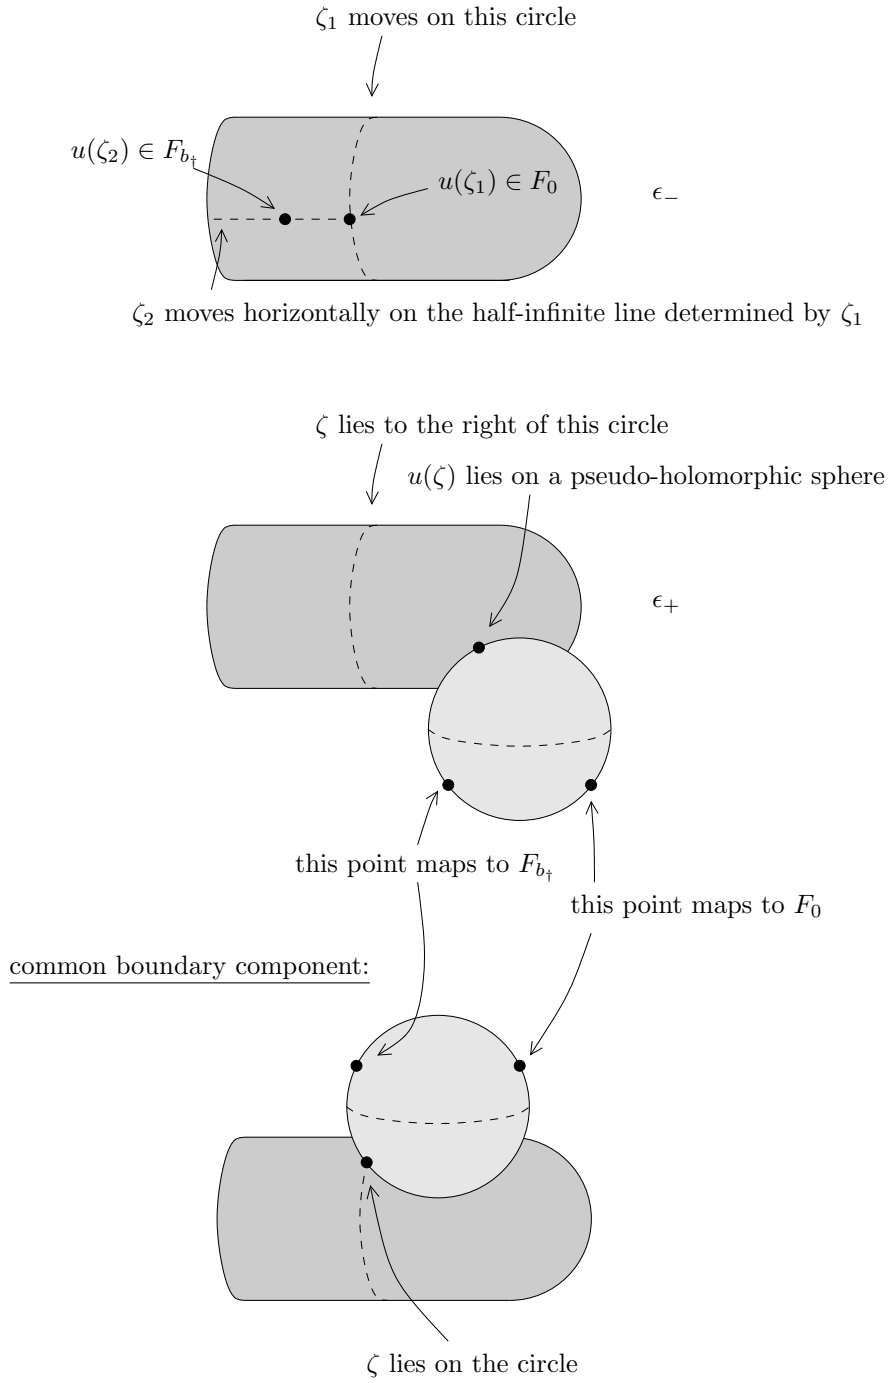 ζ₁ moves on this circle
u(ζ₂) ∈ F_{b_†}
u(ζ₁) ∈ F₀
ϵ₋
ζ₂ moves horizontally on the half-infinite line determined by ζ₁
ζ lies to the right of this circle
u(ζ) lies on a pseudo-holomorphic sphere
ϵ₊
this point maps to F_{b_†}
this point maps to F₀
common boundary component:
ζ lies on the circle